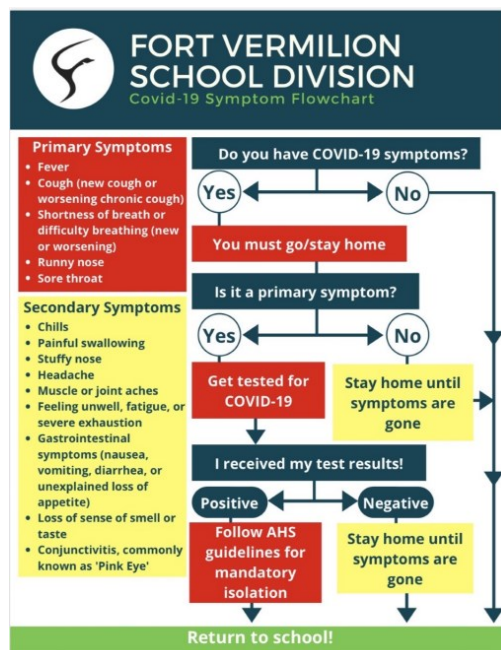 FORT VERMILION
SCHOOL DIVISION
Covid-19 Symptom Flowchart
Primary Symptoms
• Fever
• Cough (new cough or
worsening chronic cough)
• Shortness of breath or
difficulty breathing (new
or worsening)
• Runny nose
• Sore throat
Secondary Symptoms
• Chills
• Painful swallowing
• Stuffy nose
• Headache
• Muscle or joint aches
• Feeling unwell, fatigue, or
severe exhaustion
• Gastrointestinal
symptoms (nausea,
vomiting, diarrhea, or
unexplained loss of
appetite)
• Loss of sense of smell or
taste
• Conjunctivitis, commonly
known as 'Pink Eye'
Do you have COVID-19 symptoms?
Yes
No
You must go/stay home
Is it a primary symptom?
Yes
No
Get tested for
COVID-19
Stay home until
symptoms are
gone
I received my test results!
Positive
Negative
Follow AHS
guidelines for
mandatory
isolation
Stay home until
symptoms are
gone
Return to school!